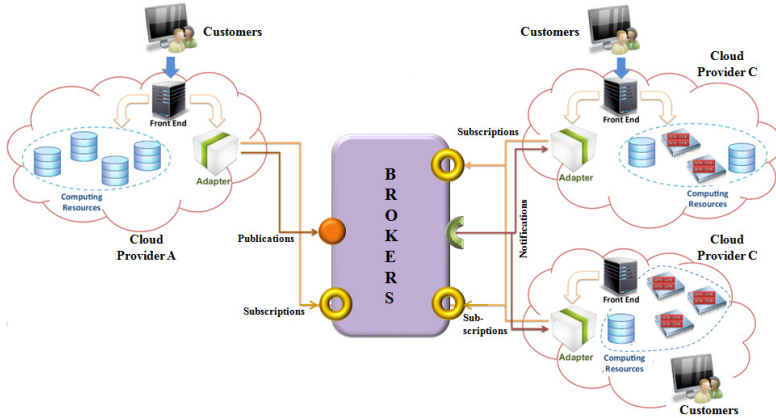 Customers
Front End
Adapter
Computing
Resources
Cloud
Provider A
Publications
Subscriptions
BROKERS
Subscriptions
Notifications
Sub-
scriptions
Customers
Cloud
Provider C
Front End
Adapter
Computing
Resources
Cloud
Provider C
Front End
Adapter
Computing
Resources
Customers